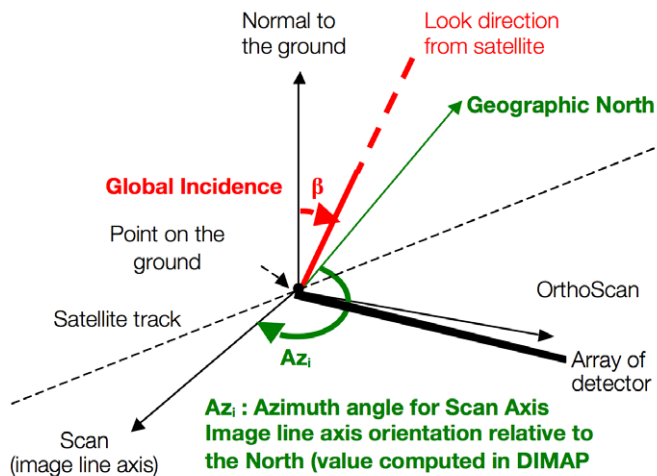 Normal to
the ground
Look direction
from satellite
Geographic North
Global Incidence
β
Point on the
ground
OrthoScan
Satellite track
Az_i
Array of
detector
Scan
(image line axis)
Az_i : Azimuth angle for Scan Axis
Image line axis orientation relative to
the North (value computed in DIMAP